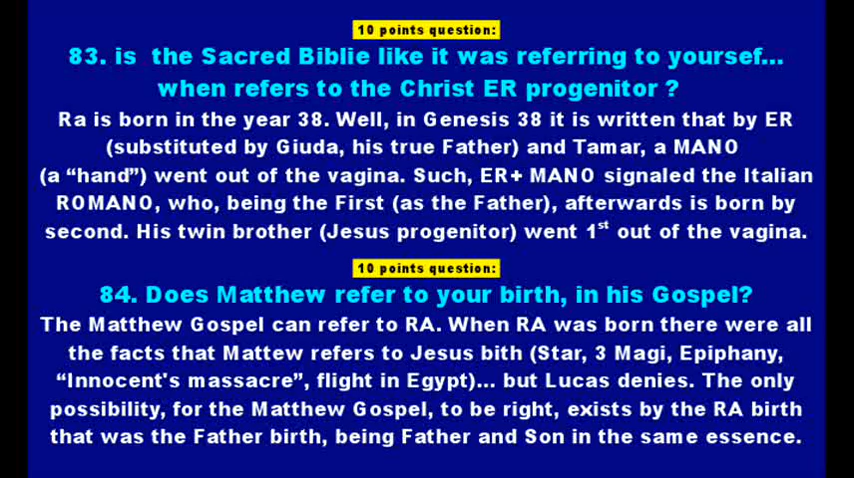 10 points question:
83. is the Sacred Biblie like it was referring to yoursef...
when refers to the Christ ER progenitor ?
Ra is born in the year 38. Well, in Genesis 38 it is written that by ER
(substituted by Giuda, his true Father) and Tamar, a MANO
(a “hand”) went out of the vagina. Such, ER+ MANO signaled the Italian
ROMANO, who, being the First (as the Father), afterwards is born by
second. His twin brother (Jesus progenitor) went 1st out of the vagina.
10 points question:
84. Does Matthew refer to your birth, in his Gospel?
The Matthew Gospel can refer to RA. When RA was born there were all
the facts that Mattew refers to Jesus bith (Star, 3 Magi, Epiphany,
“Innocent's massacre”, flight in Egypt)... but Lucas denies. The only
possibility, for the Matthew Gospel, to be right, exists by the RA birth
that was the Father birth, being Father and Son in the same essence.